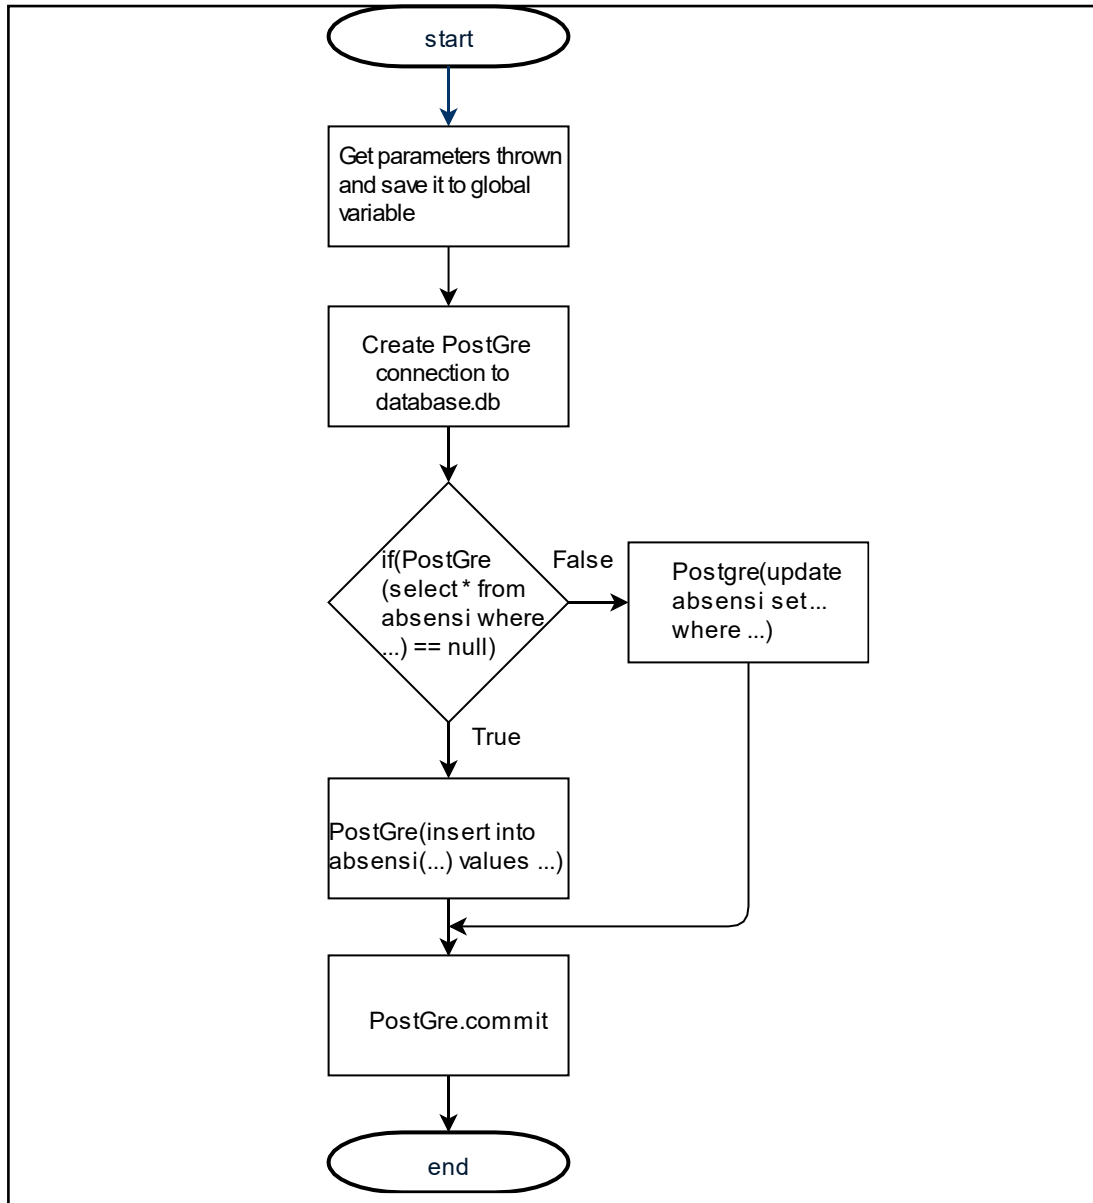 start
Get parameters thrown
and save it to global
variable
Create PostGre
connection to
database.db
if(PostGre
(select * from
absensi where
...) == null)
False
Postgre(update
absensi set...
where ...)
True
PostGre(insert into
absensi(...) values ...)
PostGre.commit
end